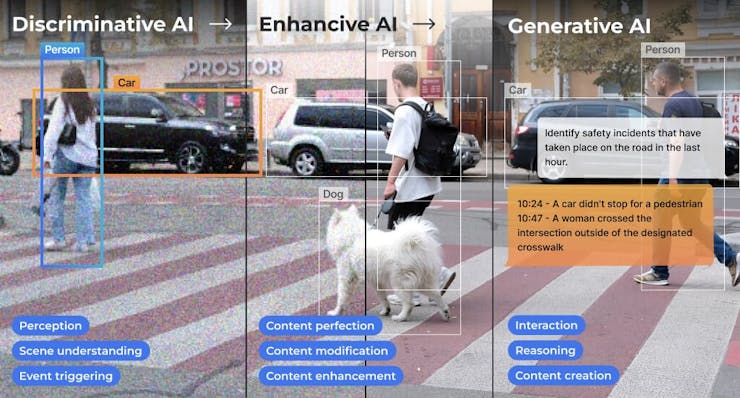 Discriminative AI →
Person
Car
PROSTOR
Perception
Scene understanding
Event triggering
Enhancive AI →
Person
Car
Dog
Content perfection
Content modification
Content enhancement
Generative AI
Person
Car
Identify safety incidents that have
taken place on the road in the last
hour.
10:24 - A car didn't stop for a pedestrian
10:47 - A woman crossed the
intersection outside of the designated
crosswalk
Interaction
Reasoning
Content creation